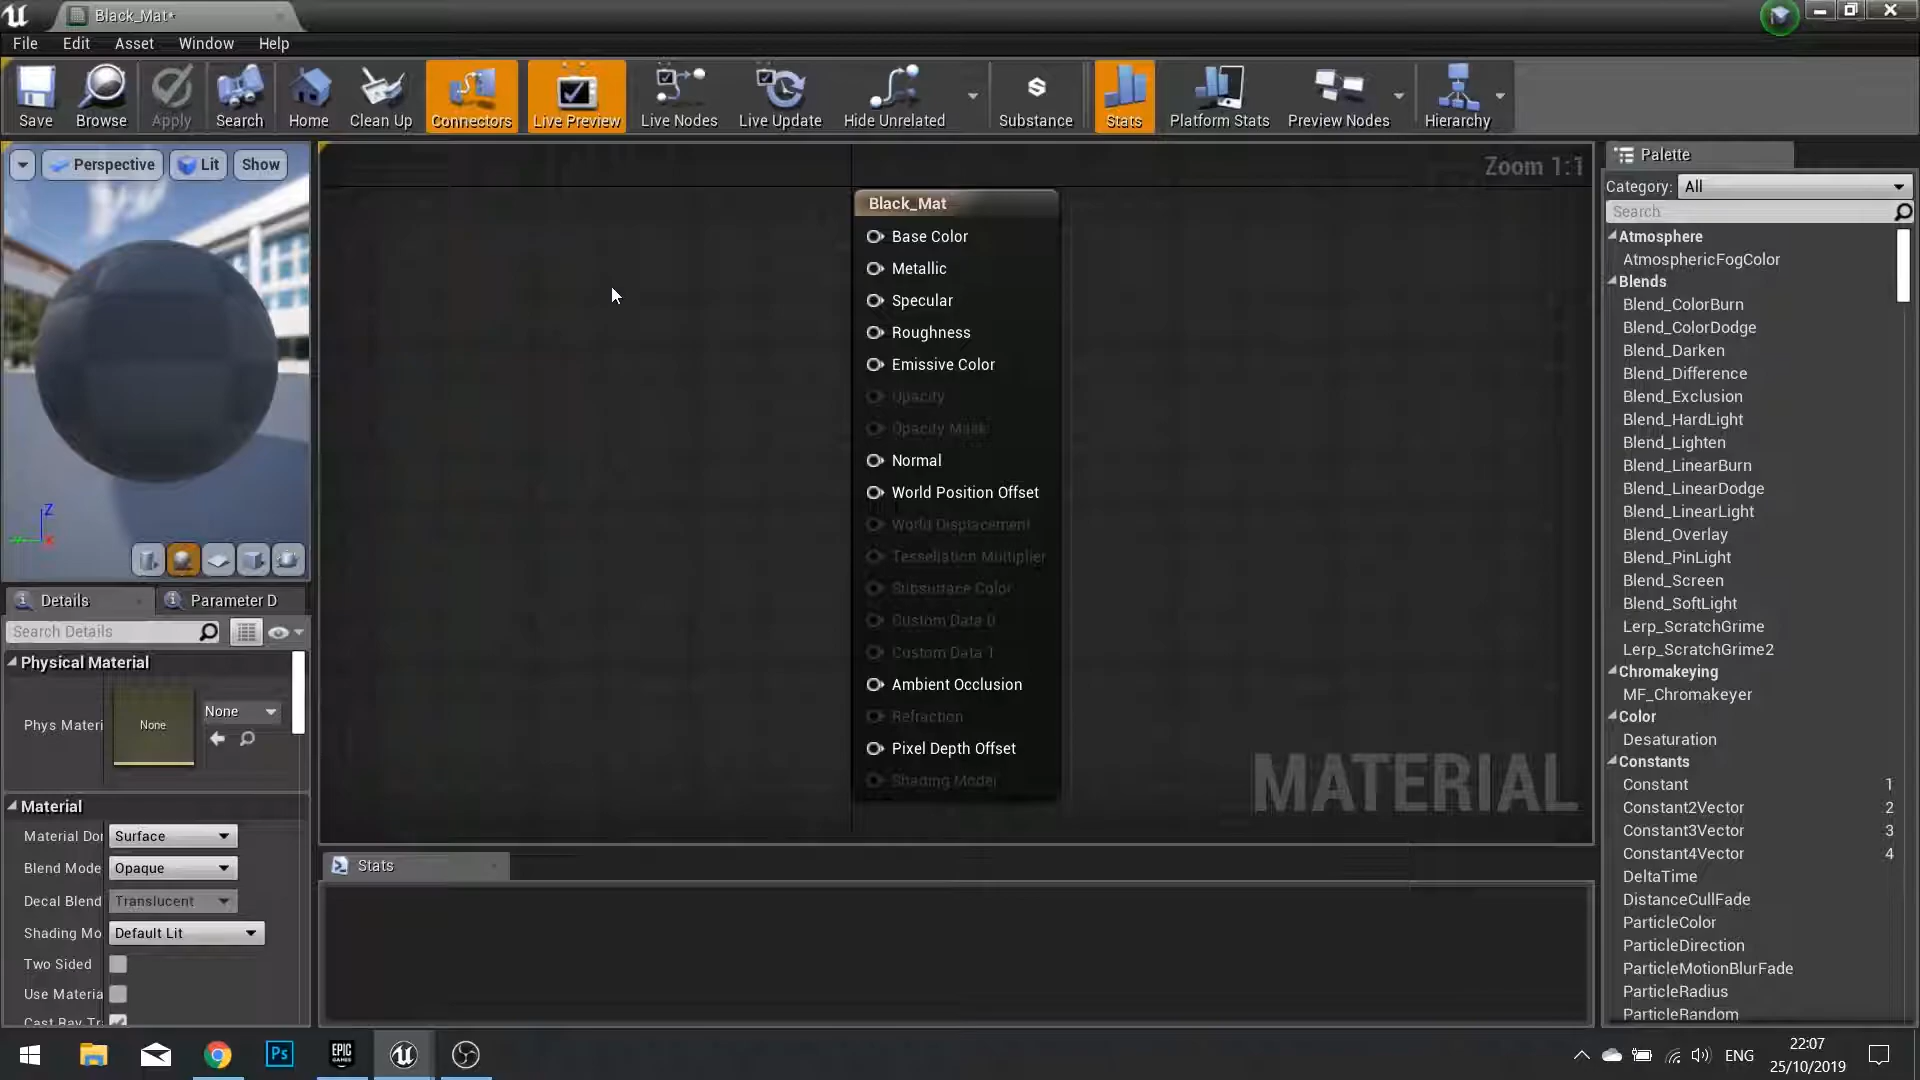 Black_Mat*
File Edit Asset Window Help
Save Browse Apply Search Home Clean Up Connectors Live Preview Live Nodes Live Update Hide Unrelated Substance Stats Platform Stats Preview Nodes Hierarchy
Perspective Lit Show
Zoom 1:1
Palette
Category: All
Search
Black_Mat
Base Color
Metallic
Specular
Roughness
Emissive Color
Opacity
Opacity Mask
Normal
World Position Offset
World Displacement
Tessellation Multiplier
Subsurface Color
Custom Data 0
Custom Data 1
Ambient Occlusion
Refraction
Pixel Depth Offset
Shading Model
MATERIAL
Atmosphere
AtmosphericFogColor
Blends
Blend_ColorBurn
Blend_ColorDodge
Blend_Darken
Blend_Difference
Blend_Exclusion
Blend_HardLight
Blend_Lighten
Blend_LinearBurn
Blend_LinearDodge
Blend_LinearLight
Blend_Overlay
Blend_PinLight
Blend_Screen
Blend_SoftLight
Lerp_ScratchGrime
Lerp_ScratchGrime2
Chromakeying
MF_Chromakeyer
Color
Desaturation
Constants
Constant 1
Constant2Vector 2
Constant3Vector 3
Constant4Vector 4
DeltaTime
DistanceCullFade
ParticleColor
ParticleDirection
ParticleMotionBlurFade
ParticleRadius
ParticleRandom
Z
Details Parameter D
Search Details
Physical Material
Phys Materi None None
Material
Material Do Surface
Blend Mode Opaque
Decal Blend Translucent
Shading Mo Default Lit
Two Sided
Use Materia
Cast Ray Tr
Stats
Ps EPIC GAMES
ENG
22:07
25/10/2019